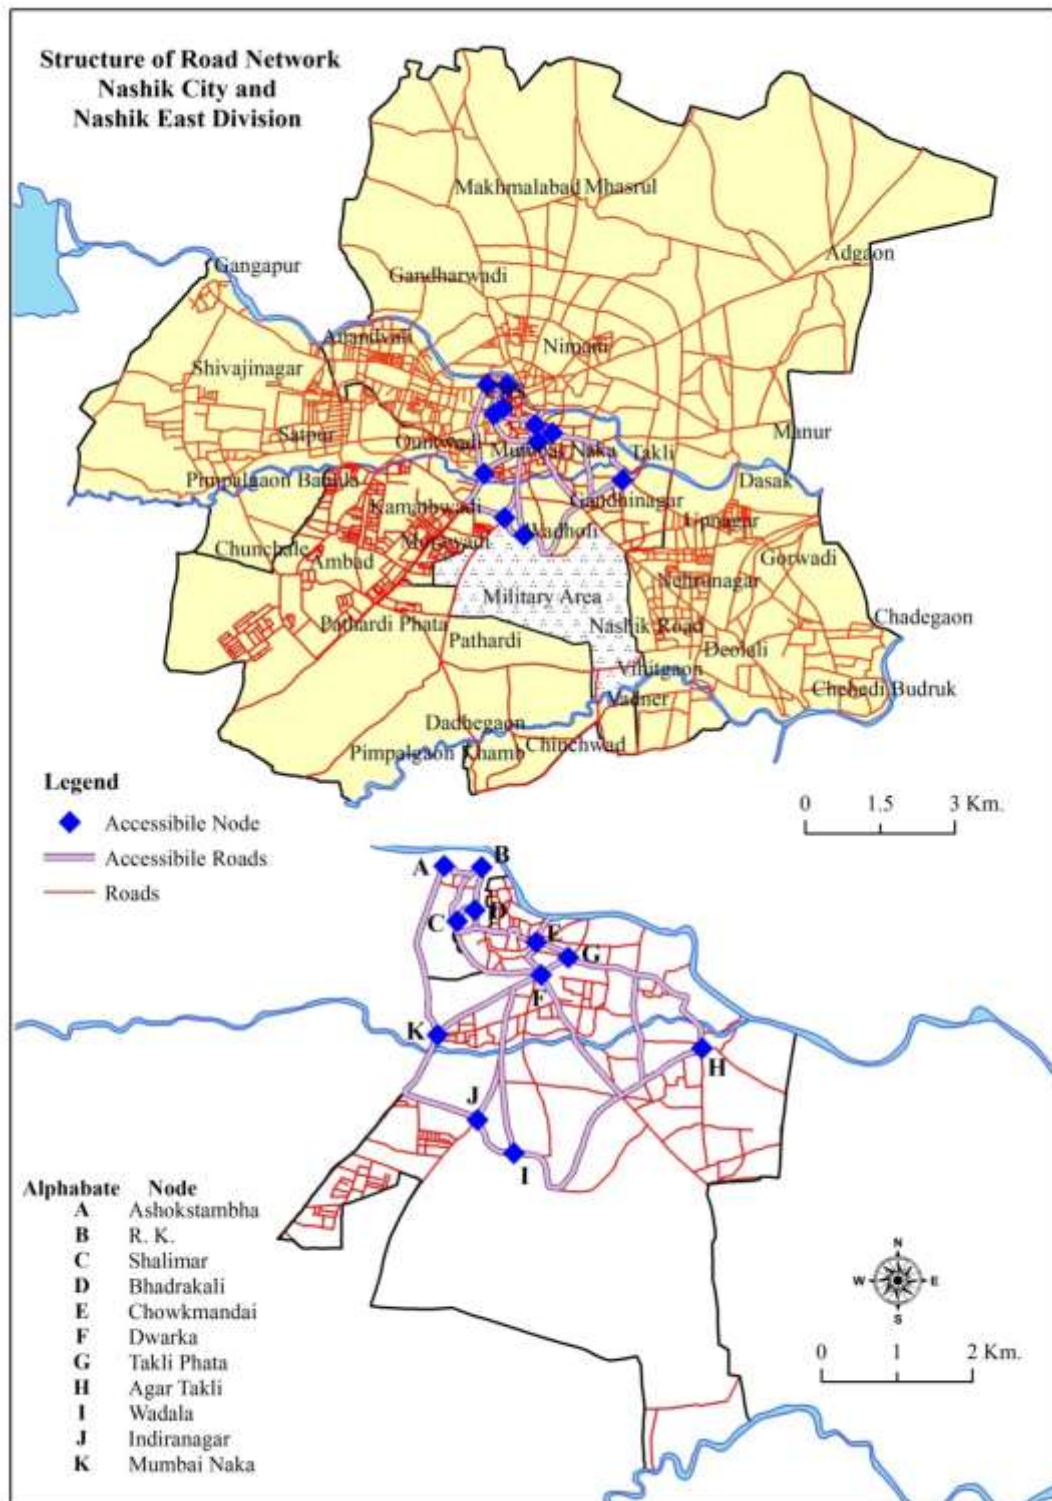 Structure of Road Network
Nashik City and
Nashik East Division
Makhmalabad Mhasrul
Adgaon
Gangapur
Gandharwadi
Anandvali
Nimani
Shivajinagar
Satpur
Ountwadi
Mumbai Naka
Takli
Manur
Pimpalgaon Bahula
Dasak
Kamathwadi
Gandhinagar
Upnagar
Chunchale
Ambad
Morewadi
Wadholi
Gorwadi
Nehrunagar
Military Area
Pathardi Phata
Pathardi
Nashik Road
Chadegaon
Deolali
Vihitgaon
Vadner
Chehedi Budruk
Dadhegaon
Pimpalgaon Khamb
Chinchwad
Legend
Accessibile Node
Accessibile Roads
Roads
0 1.5 3 Km.
A
B
C
D
E
G
F
K
H
J
I
Alphabate Node
A Ashokstambha
B R. K.
C Shalimar
D Bhadrakali
E Chowkmandai
F Dwarka
G Takli Phata
H Agar Takli
I Wadala
J Indiranagar
K Mumbai Naka
N
W E
S
0 1 2 Km.